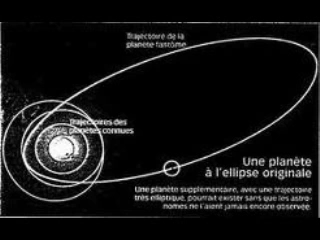 Trajectoire de la
planète fantôme
Trajectoires des
planètes connues
Une planète
à l'ellipse originale
Une planète supplémentaire, avec une trajectoire
très elliptique, pourrait exister sans que les astro-
nomes ne l'aient jamais encore observée.